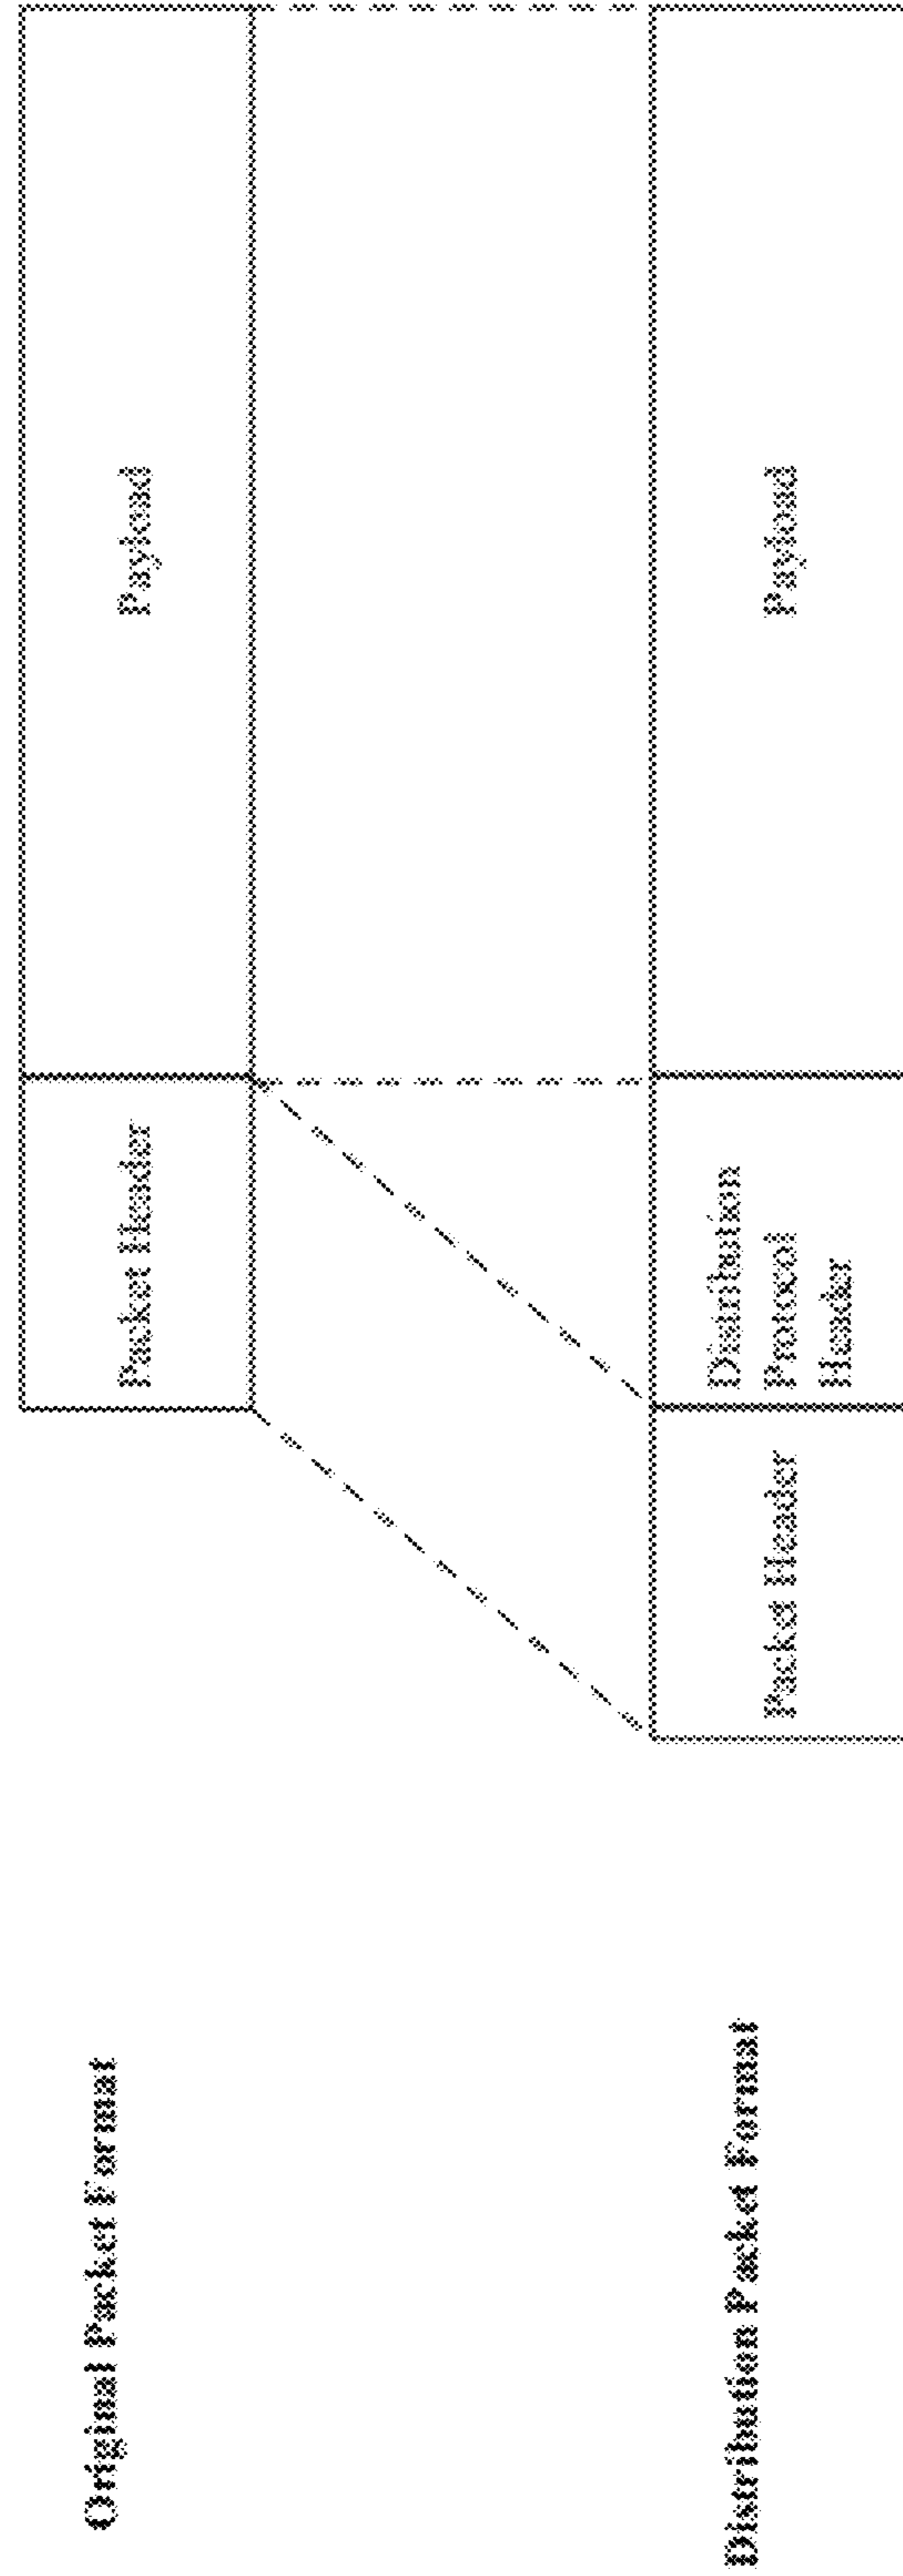 Original Packet Format
Packet Header
Payload
Distribution Packet Format
Packet Header
Distribution
Protocol
Header
Payload